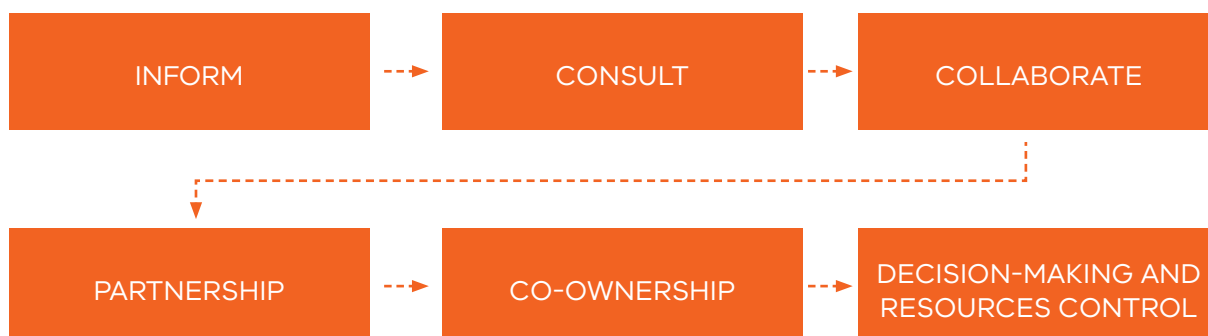 INFORM
CONSULT
COLLABORATE
PARTNERSHIP
CO-OWNERSHIP
DECISION-MAKING AND
RESOURCES CONTROL